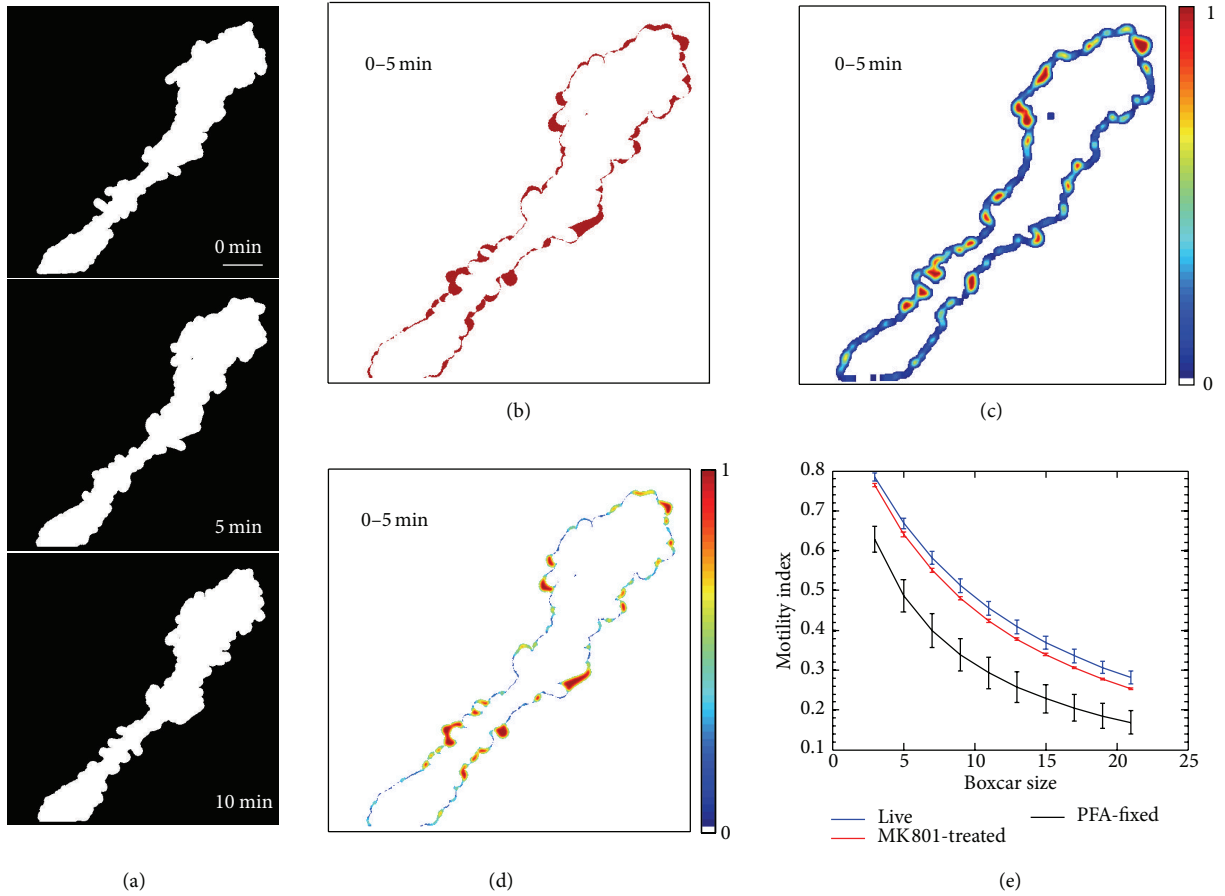 0 min
5 min
10 min
(a)
0–5 min
(b)
0–5 min
1
0
(c)
0–5 min
1
0
(d)
Motility index
0.8
0.7
0.6
0.5
0.4
0.3
0.2
0.1
0 5 10 15 20 25
Boxcar size
Live
MK801-treated
PFA-fixed
(e)